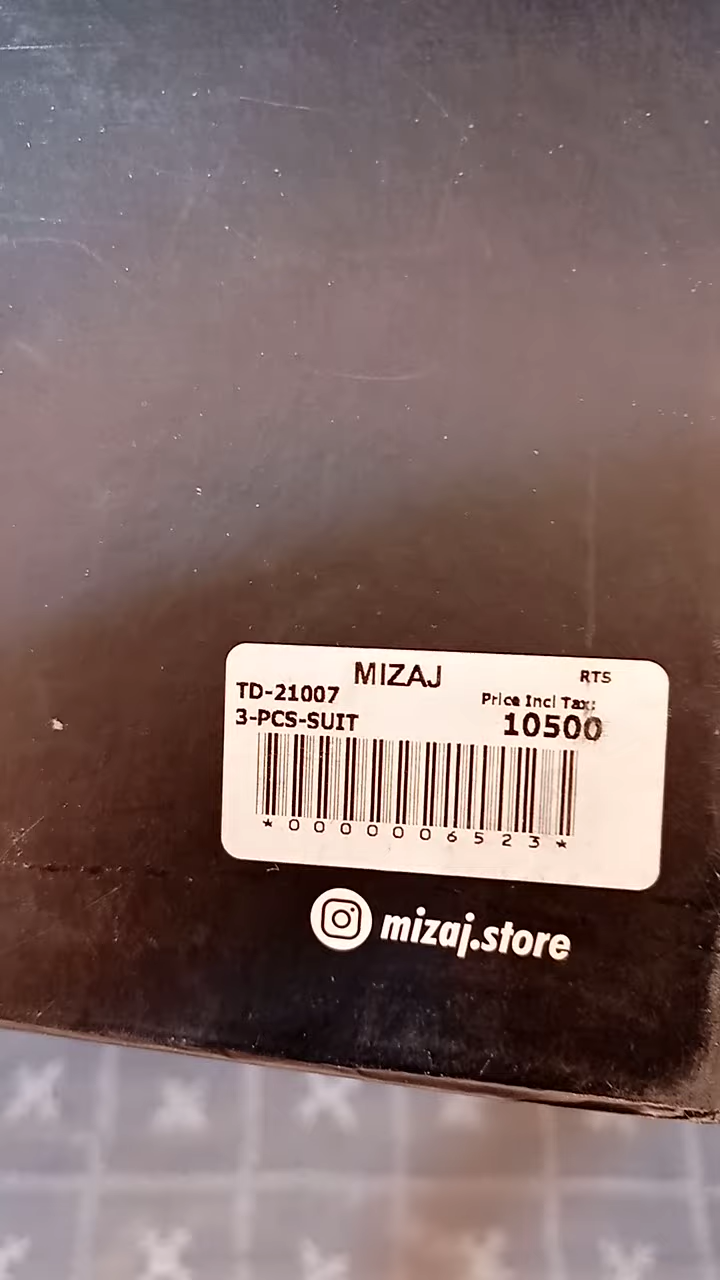 MIZAJ
RTS
TD-21007
Price Incl Tax:
3-PCS-SUIT
10500
*0000006523*
mizaj.store